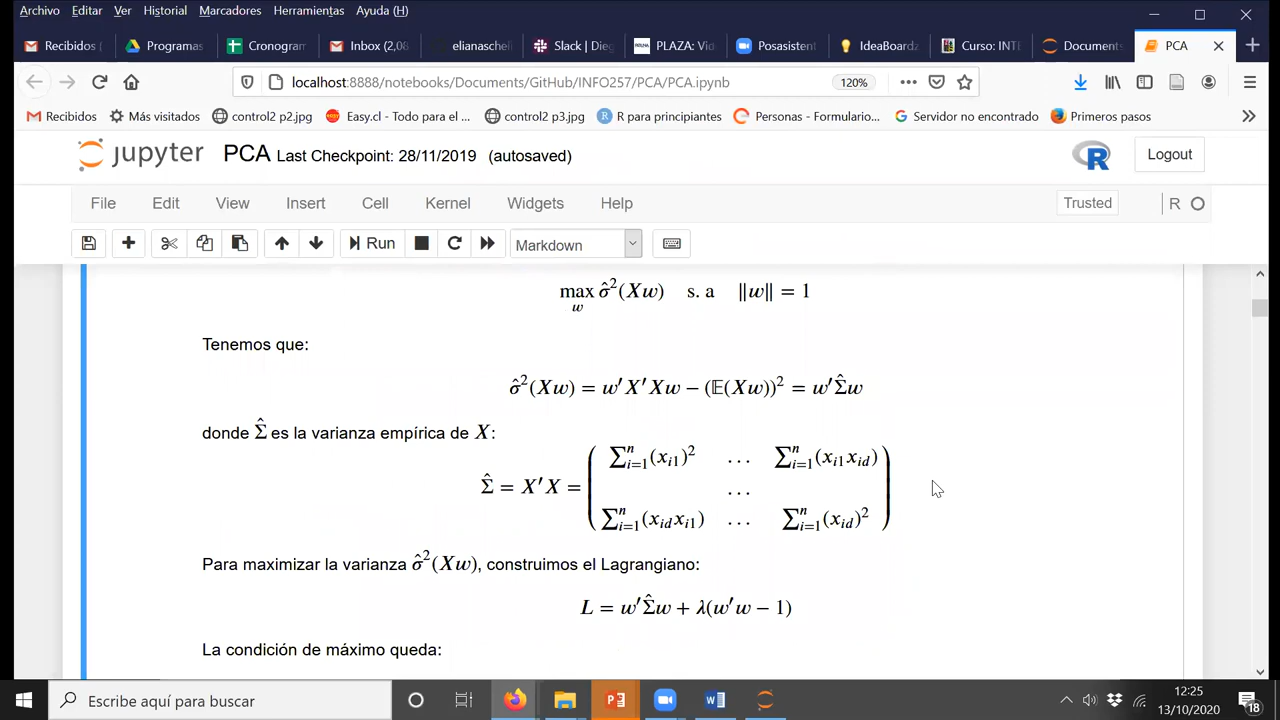 Archivo Editar Ver Historial Marcadores Herramientas Ayuda (H)
Recibidos ( Programas Cronogram Inbox (2,08 elianaschei Slack | Dieg PLAZA: Vid Posasistent IdeaBoardz Curso: INTE Documents PCA
localhost:8888/notebooks/Documents/GitHub/INFO257/PCA/PCA.ipynb 120%
Recibidos Más visitados control2 p2.jpg Easy.cl - Todo para el ... control2 p3.jpg R para principiantes Personas - Formulario... Servidor no encontrado Primeros pasos
jupyter PCA Last Checkpoint: 28/11/2019 (autosaved) R Logout
File Edit View Insert Cell Kernel Widgets Help Trusted R
Run Markdown
max_w σ̂²(Xw) s. a ‖w‖ = 1
Tenemos que:
σ̂²(Xw) = w′X′Xw − (𝔼(Xw))² = w′Σ̂w
donde Σ̂ es la varianza empírica de X:
Σ̂ = X′X = ( ∑ⁿᵢ₌₁(xᵢ₁)² ... ∑ⁿᵢ₌₁(xᵢ₁xᵢd)
...
∑ⁿᵢ₌₁(xᵢdxᵢ₁) ... ∑ⁿᵢ₌₁(xᵢd)² )
Para maximizar la varianza σ̂²(Xw), construimos el Lagrangiano:
L = w′Σ̂w + λ(w′w − 1)
La condición de máximo queda:
Escribe aquí para buscar 12:25
13/10/2020 18